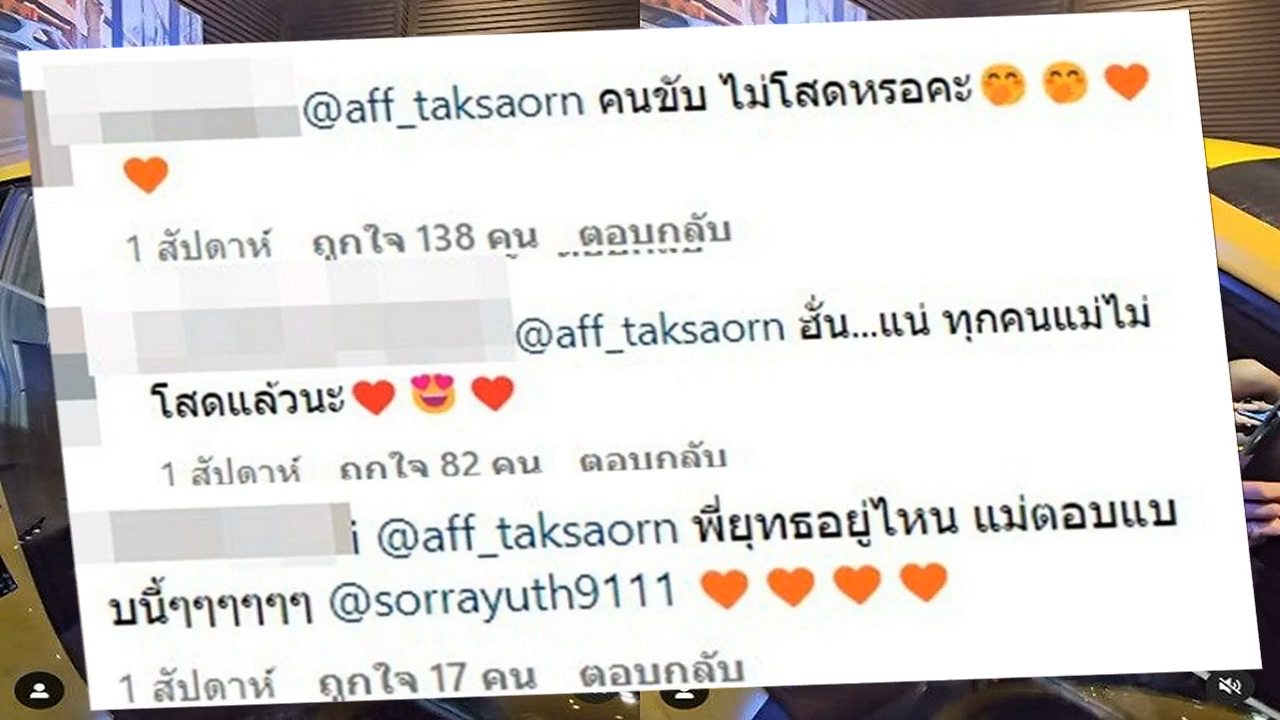 @aff_taksaorn คนขับ ไม่โสดหรอคะ🤭 🤭 🧡
🧡
1 สัปดาห์ ถูกใจ 138 คน ตอบกลับ
@aff_taksaorn ฮั่น...แน่ ทุกคนแม่ไม่
โสดแล้วนะ❤️ 😍 ❤️
1 สัปดาห์ ถูกใจ 82 คน ตอบกลับ
i @aff_taksaorn พี่ยุทธอยู่ไหน แม่ตอบแบ
บนี้ๆๆๆๆๆๆ @sorrayuth9111 🧡 🧡 🧡 🧡
1 สัปดาห์ ถูกใจ 17 คน ตอบกลับ